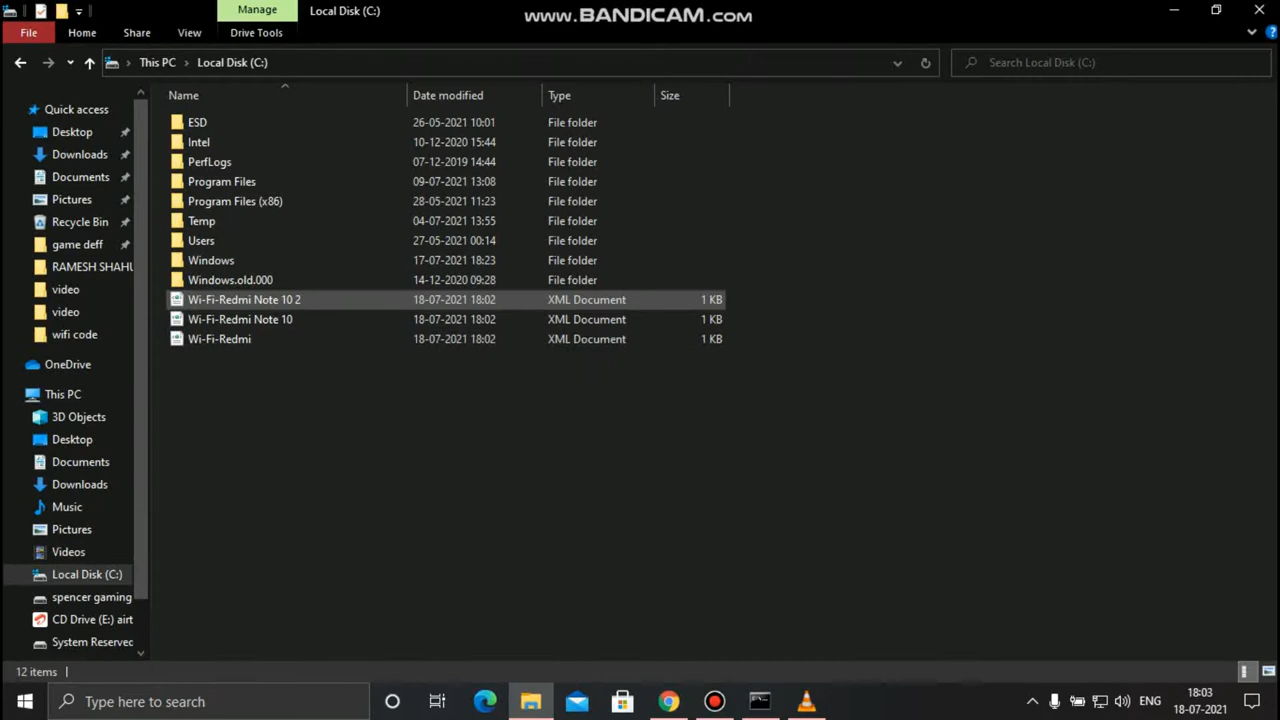 Manage
Local Disk (C:)
www.BANDICAM.com
File
Home
Share
View
Drive Tools
This PC
Local Disk (C:)
Search Local Disk (C:)
Name
Date modified
Type
Size
ESD
26-05-2021 10:01
File folder
Intel
10-12-2020 15:44
File folder
PerfLogs
07-12-2019 14:44
File folder
Program Files
09-07-2021 13:08
File folder
Program Files (x86)
28-05-2021 11:23
File folder
Temp
04-07-2021 13:55
File folder
Users
27-05-2021 00:14
File folder
Windows
17-07-2021 18:23
File folder
Windows.old.000
14-12-2020 09:28
File folder
Wi-Fi-Redmi Note 10 2
18-07-2021 18:02
XML Document
1 KB
Wi-Fi-Redmi Note 10
18-07-2021 18:02
XML Document
1 KB
Wi-Fi-Redmi
18-07-2021 18:02
XML Document
1 KB
Quick access
Desktop
Downloads
Documents
Pictures
Recycle Bin
game deff
RAMESH SHAHU
video
video
wifi code
OneDrive
This PC
3D Objects
Desktop
Documents
Downloads
Music
Pictures
Videos
Local Disk (C:)
spencer gaming
CD Drive (E:) airt
System Reserved
12 items
Type here to search
ENG
18:03
18-07-2021